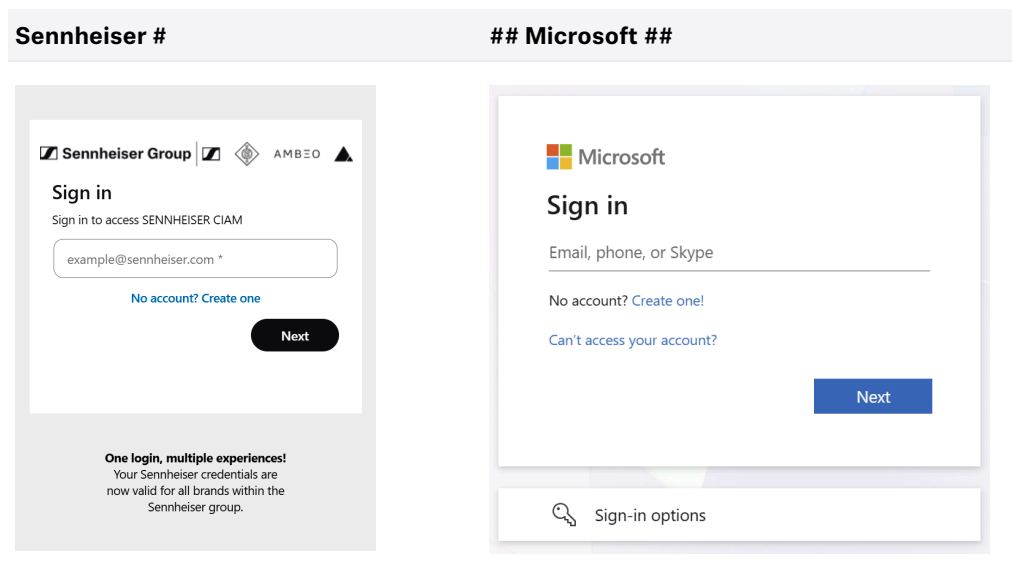 Sennheiser #
## Microsoft ##
Sennheiser Group
AMBEO
Sign in
Sign in to access SENNHEISER CIAM
example@sennheiser.com *
No account? Create one
Next
One login, multiple experiences!
Your Sennheiser credentials are
now valid for all brands within the
Sennheiser group.
Microsoft
Sign in
Email, phone, or Skype
No account? Create one!
Can't access your account?
Next
Sign-in options